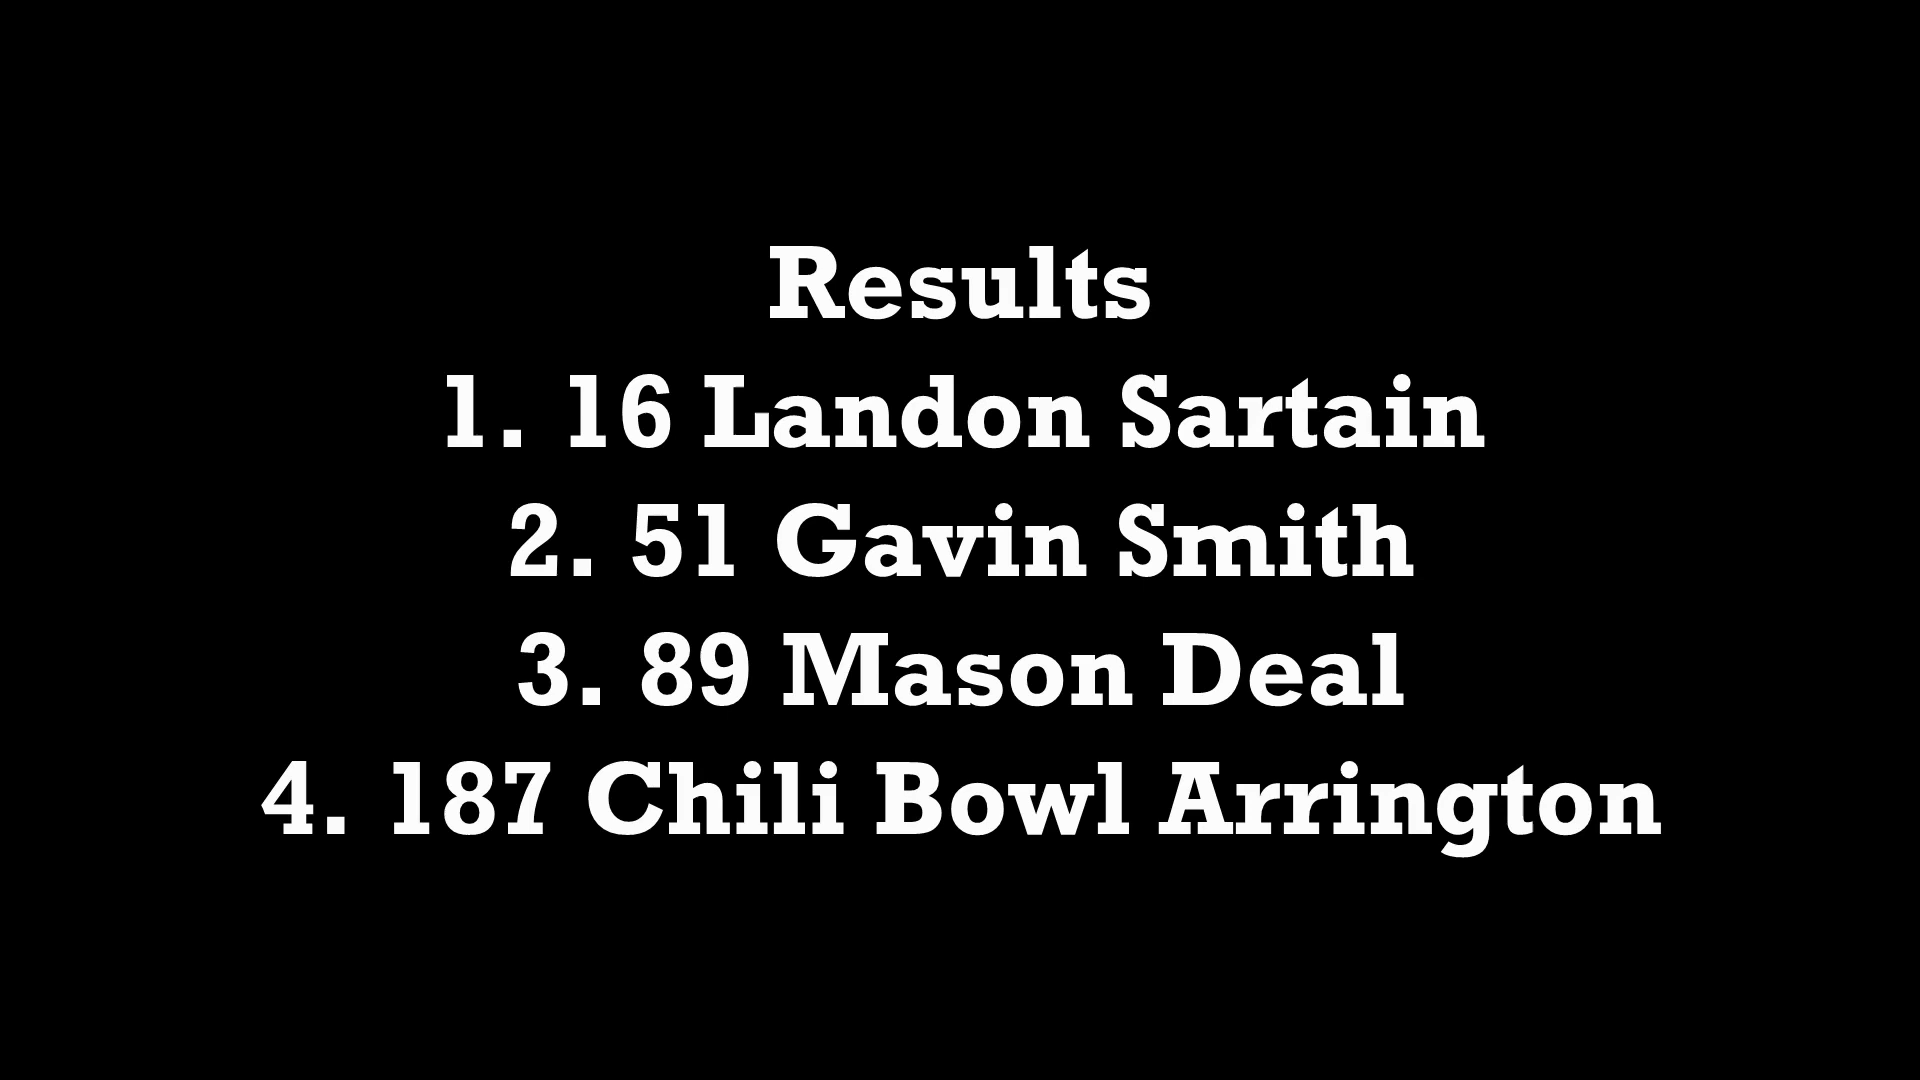 Results
1. 16 Landon Sartain
2. 51 Gavin Smith
3. 89 Mason Deal
4. 187 Chili Bowl Arrington